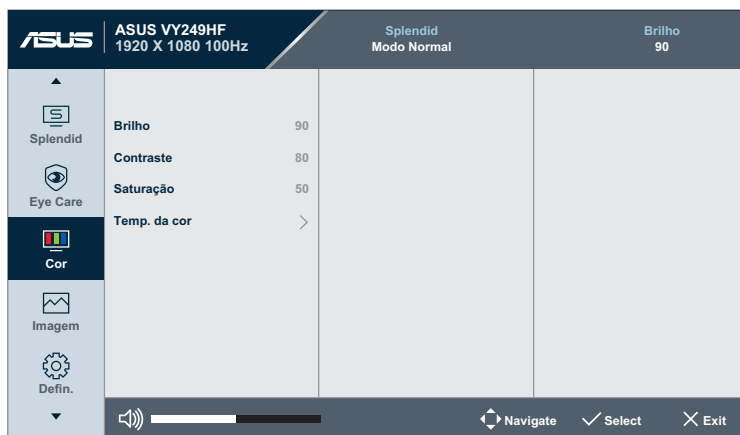 ASUS
ASUS VY249HF
1920 X 1080 100Hz
Splendid
Modo Normal
Brilho
90
Splendid
Eye Care
Cor
Imagem
Defin.
Brilho 90
Contraste 80
Saturação 50
Temp. da cor
Navigate Select Exit